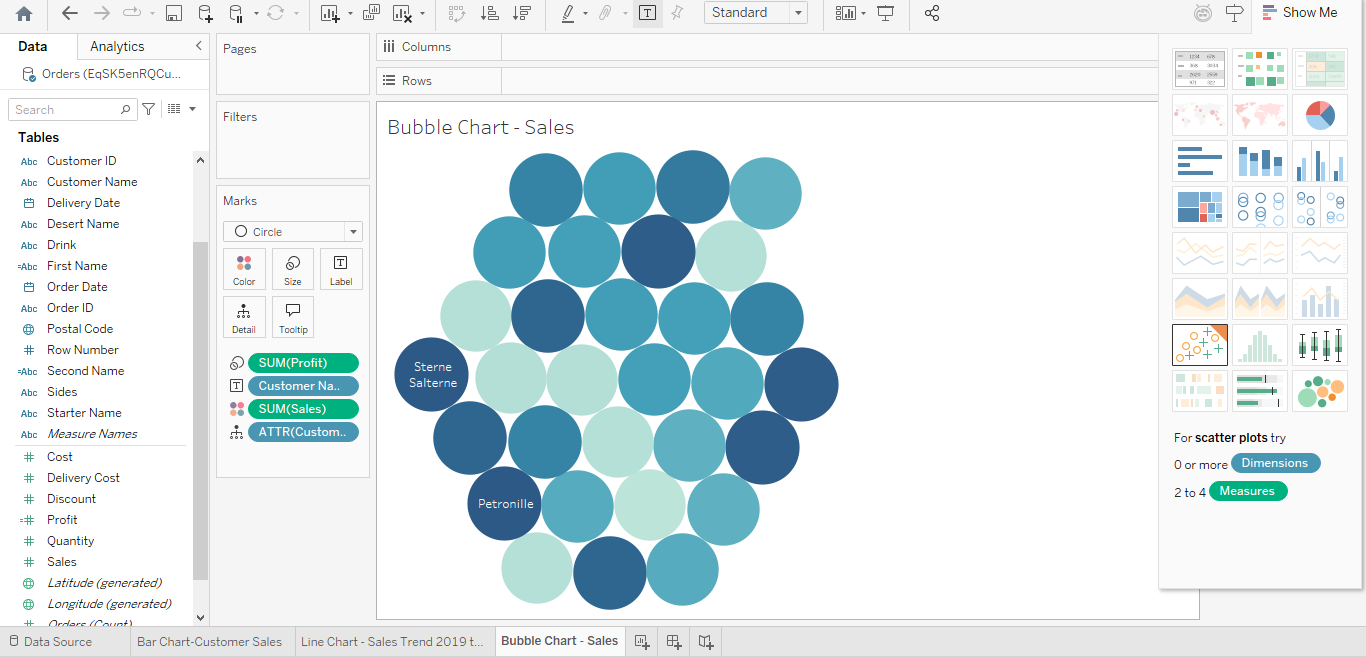 Standard
Show Me
Data
Analytics
Pages
Columns
Orders (EqSK5enRQCu...
Rows
Search
Filters
Tables
Bubble Chart - Sales
Abc Customer ID
Abc Customer Name
Delivery Date
Abc Desert Name
Abc Drink
=Abc First Name
Order Date
Abc Order ID
Postal Code
# Row Number
=Abc Second Name
Abc Sides
Abc Starter Name
Abc Measure Names
# Cost
# Delivery Cost
# Discount
=# Profit
# Quantity
# Sales
Latitude (generated)
Longitude (generated)
Orders (Count)
Marks
Circle
Color
Size
Label
Detail
Tooltip
SUM(Profit)
Customer Na..
SUM(Sales)
ATTR(Custom..
Sterne
Salterne
Petronille
For scatter plots try
0 or more Dimensions
2 to 4 Measures
Data Source
Bar Chart-Customer Sales
Line Chart - Sales Trend 2019 t...
Bubble Chart - Sales